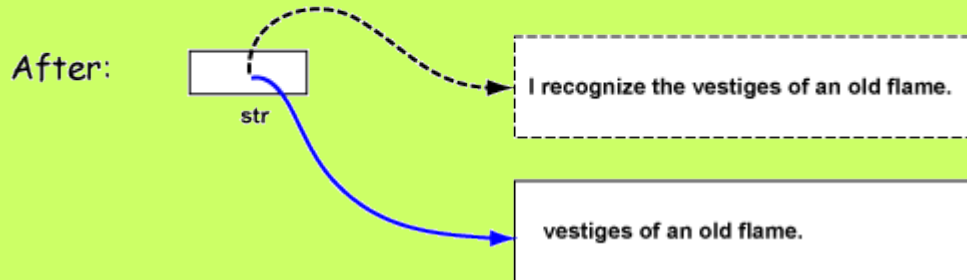 After:
I recognize the vestiges of an old flame.
str
vestiges of an old flame.